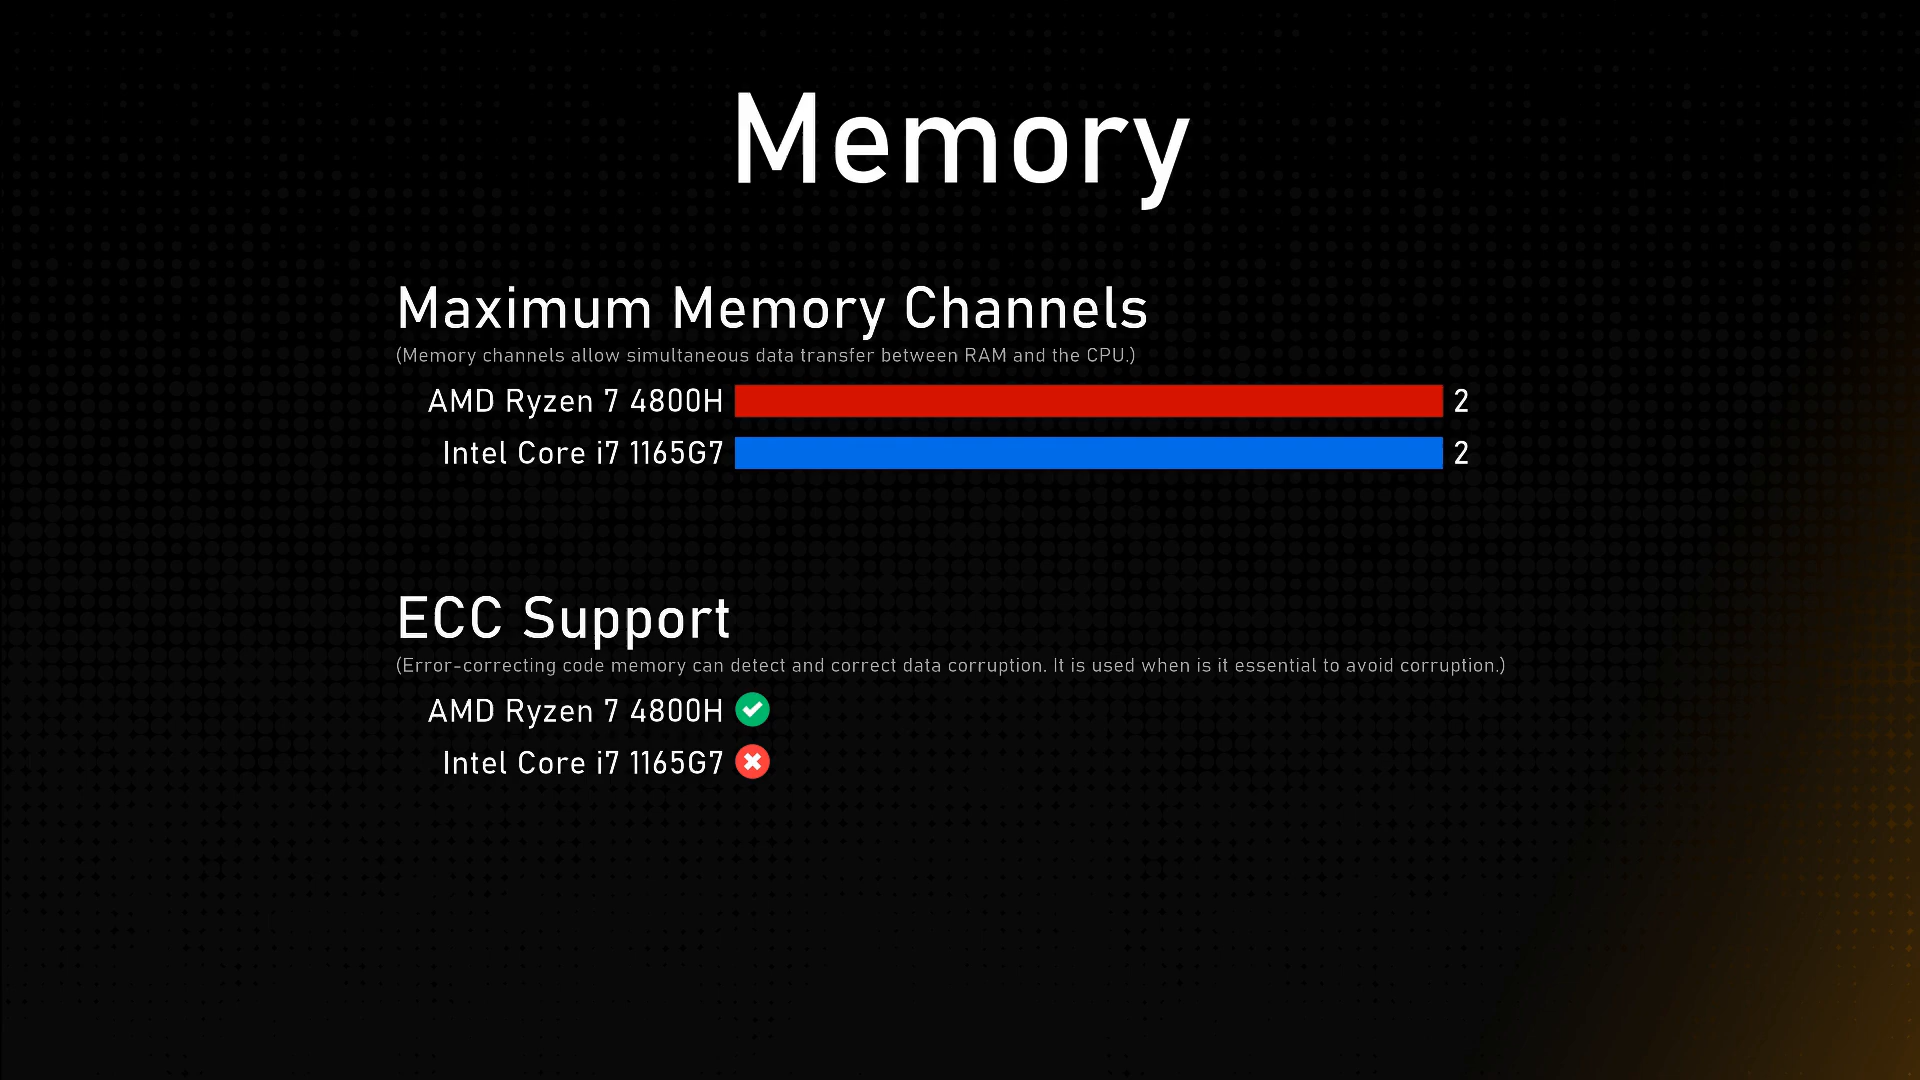 Memory
Maximum Memory Channels
(Memory channels allow simultaneous data transfer between RAM and the CPU.)
AMD Ryzen 7 4800H 2
Intel Core i7 1165G7 2
ECC Support
(Error-correcting code memory can detect and correct data corruption. It is used when is it essential to avoid corruption.)
AMD Ryzen 7 4800H
Intel Core i7 1165G7